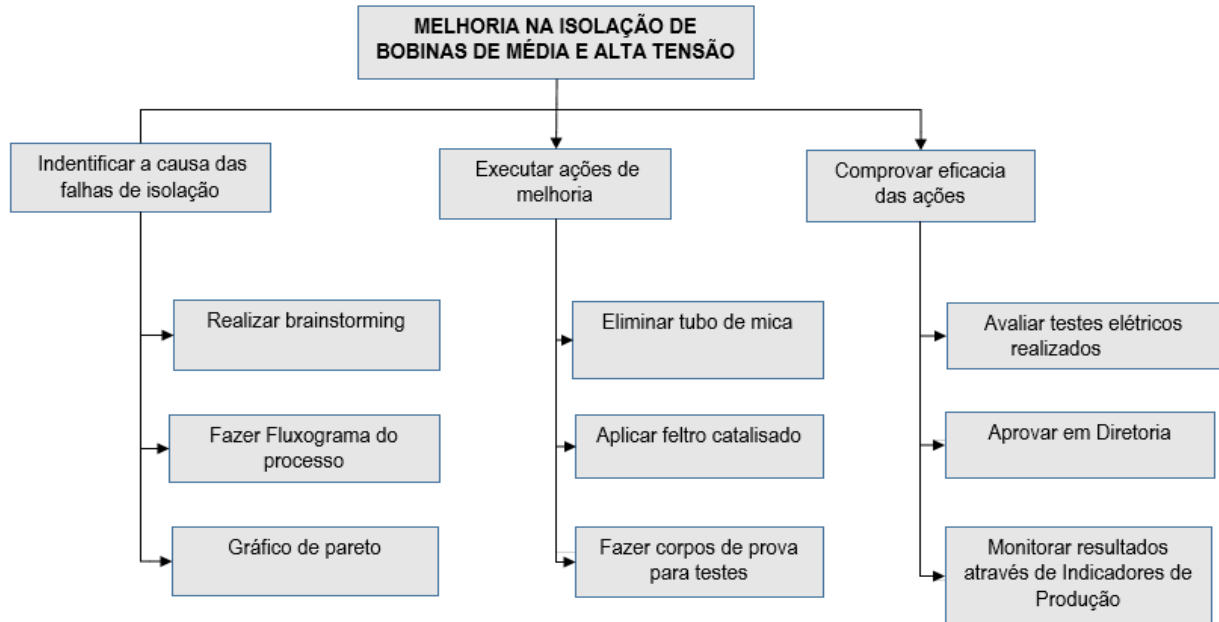 MELHORIA NA ISOLAÇÃO DE
BOBINAS DE MÉDIA E ALTA TENSÃO
Indentificar a causa das
falhas de isolação
Executar ações de
melhoria
Comprovar eficacia
das ações
Realizar brainstorming
Eliminar tubo de mica
Avaliar testes elétricos
realizados
Fazer Fluxograma do
processo
Aplicar feltro catalisado
Aprovar em Diretoria
Gráfico de pareto
Fazer corpos de prova
para testes
Monitorar resultados
através de Indicadores de
Produção